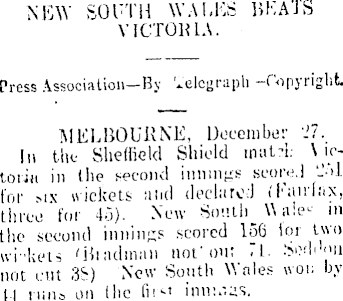 NEW SOUTH WALES BEATS
VICTORIA.
Press Association—By Telegraph—Copyright.
MELBOURNE, December 27.
In the Sheffield Shield match Vic-
toria in the second innings scored 251
for six wickets and declared (Fairfax,
three for 45). New South Wales in
the second innings scored 156 for two
wickets (Bradman not out 71. Seddon
not out 38) New South Wales won by
runs on the first innings.